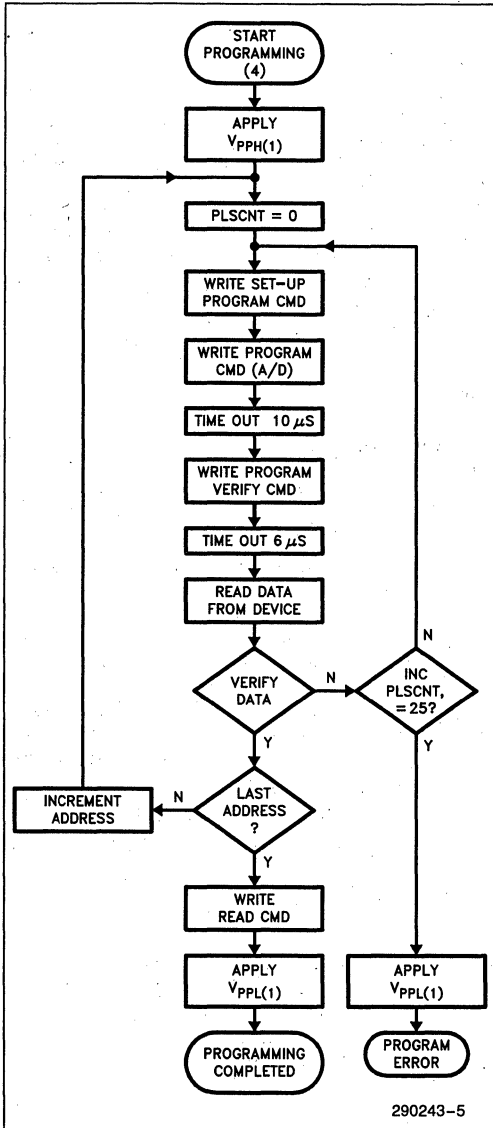 START
PROGRAMMING
(4)
APPLY
VPPH(1)
PLSCNT = 0
WRITE SET-UP
PROGRAM CMD
WRITE PROGRAM
CMD (A/D)
TIME OUT 10 μS
WRITE PROGRAM
VERIFY CMD
TIME OUT 6 μS
READ DATA
FROM DEVICE
VERIFY
DATA
N
Y
INC
PLSCNT,
=25?
N
Y
LAST
ADDRESS
?
N
Y
INCREMENT
ADDRESS
WRITE
READ CMD
APPLY
VPPL(1)
PROGRAMMING
COMPLETED
APPLY
VPPL(1)
PROGRAM
ERROR
290243-5